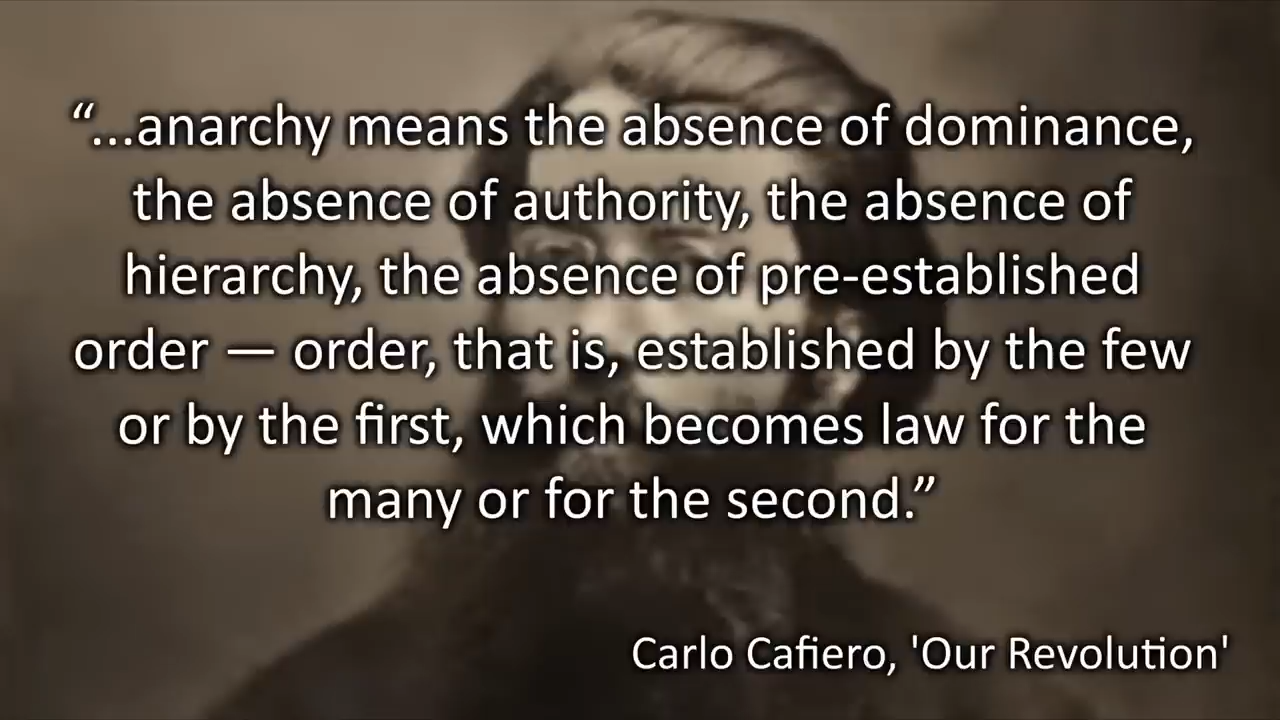 “...anarchy means the absence of dominance,
the absence of authority, the absence of
hierarchy, the absence of pre-established
order — order, that is, established by the few
or by the first, which becomes law for the
many or for the second.”
Carlo Cafiero, 'Our Revolution'